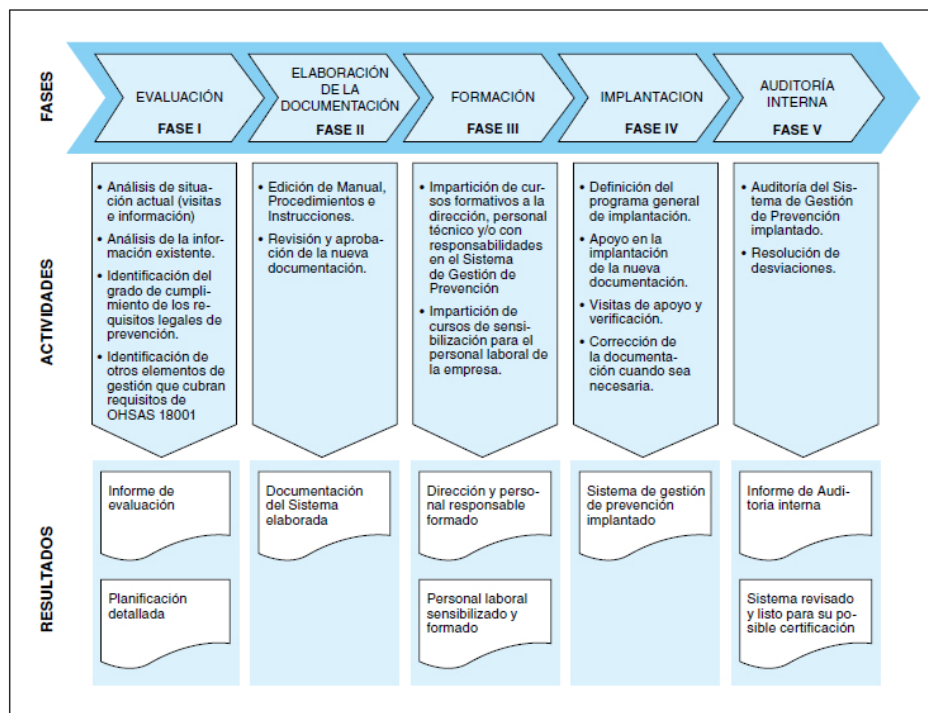 FASES
EVALUACIÓN
FASE I
ELABORACIÓN
DE LA
DOCUMENTACIÓN
FASE II
FORMACIÓN
FASE III
IMPLANTACION
FASE IV
AUDITORÍA
INTERNA
FASE V
ACTIVIDADES
• Análisis de situa-
ción actual (visitas
e información)
• Análisis de la infor-
mación existente.
• Identificación del
grado de cumpli-
miento de los re-
quisitos legales de
prevención.
• Identificación de
otros elementos de
gestión que cubran
requisitos de
OHSAS 18001
• Edición de Manual,
Procedimientos e
Instrucciones.
• Revisión y aproba-
ción de la nueva
documentación.
• Impartición de cur-
sos formativos a la
dirección, personal
técnico y/o con
responsabilidades
en el Sistema
de Gestión de
Prevención
• Impartición de
cursos de sensi-
bilización para el
personal laboral de
la empresa.
• Definición del
programa general
de implantación.
• Apoyo en la
implantación
de la nueva
documentación.
• Visitas de apoyo y
verificación.
• Corrección de
la documenta-
ción cuando sea
necesaria.
• Auditoría del Sis-
tema de Gestión
de Prevención
implantado.
• Resolución de
desviaciones.
RESULTADOS
Informe de
evaluación
Planificación
detallada
Documentación
del Sistema
elaborada
Dirección y perso-
nal responsable
formado
Personal laboral
sensibilizado y
formado
Sistema de gestión
de prevención
implantado
Informe de Audi-
toria interna
Sistema revisado
y listo para su po-
sible certificación